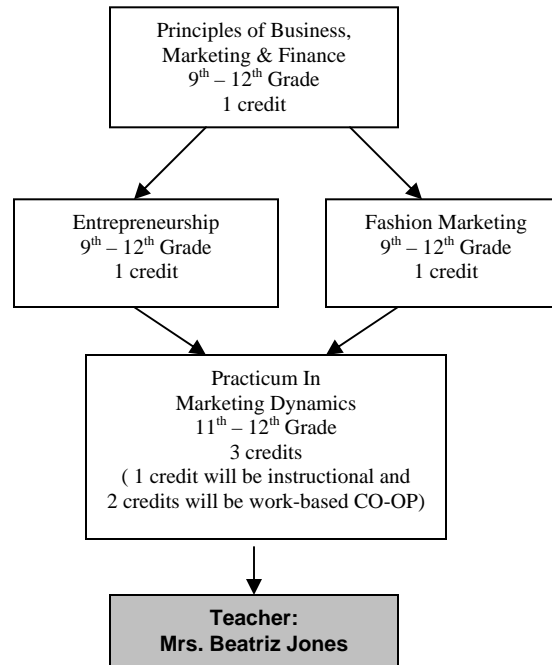 Principles of Business,
Marketing & Finance
9th – 12th Grade
1 credit
Entrepreneurship
9th – 12th Grade
1 credit
Fashion Marketing
9th – 12th Grade
1 credit
Practicum In
Marketing Dynamics
11th – 12th Grade
3 credits
( 1 credit will be instructional and
2 credits will be work-based CO-OP)
Teacher:
Mrs. Beatriz Jones